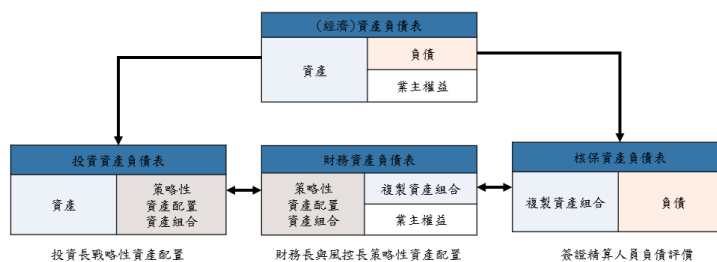 (經濟)資產負債表
資產
負債
業主權益
投資資產負債表
資產
策略性
資產配置
資產組合
投資長戰略性資產配置
財務資產負債表
策略性
資產配置
資產組合
複製資產組合
業主權益
財務長與風控長策略性資產配置
核保資產負債表
複製資產組合
負債
簽證精算人員負債評價